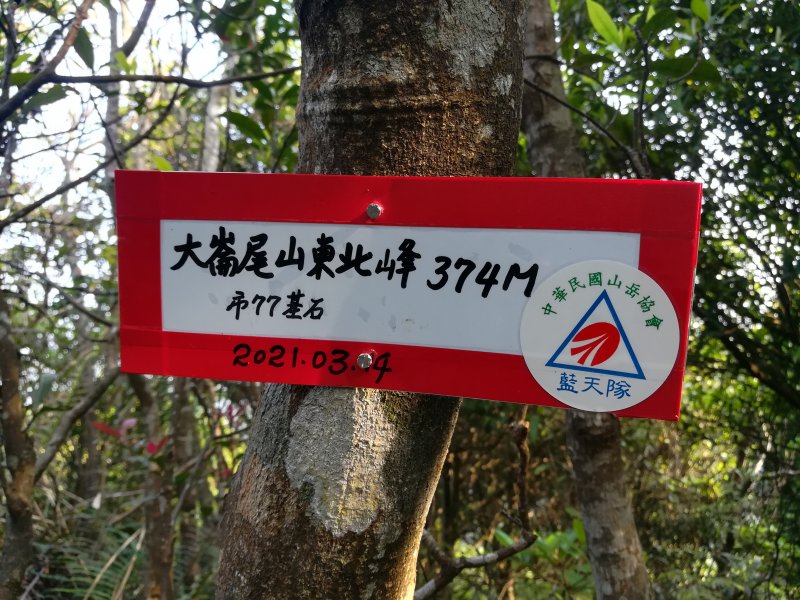 大崙尾山東北峰 374M
帀77基石
2021.03.14
中華民國山岳協會
藍天隊